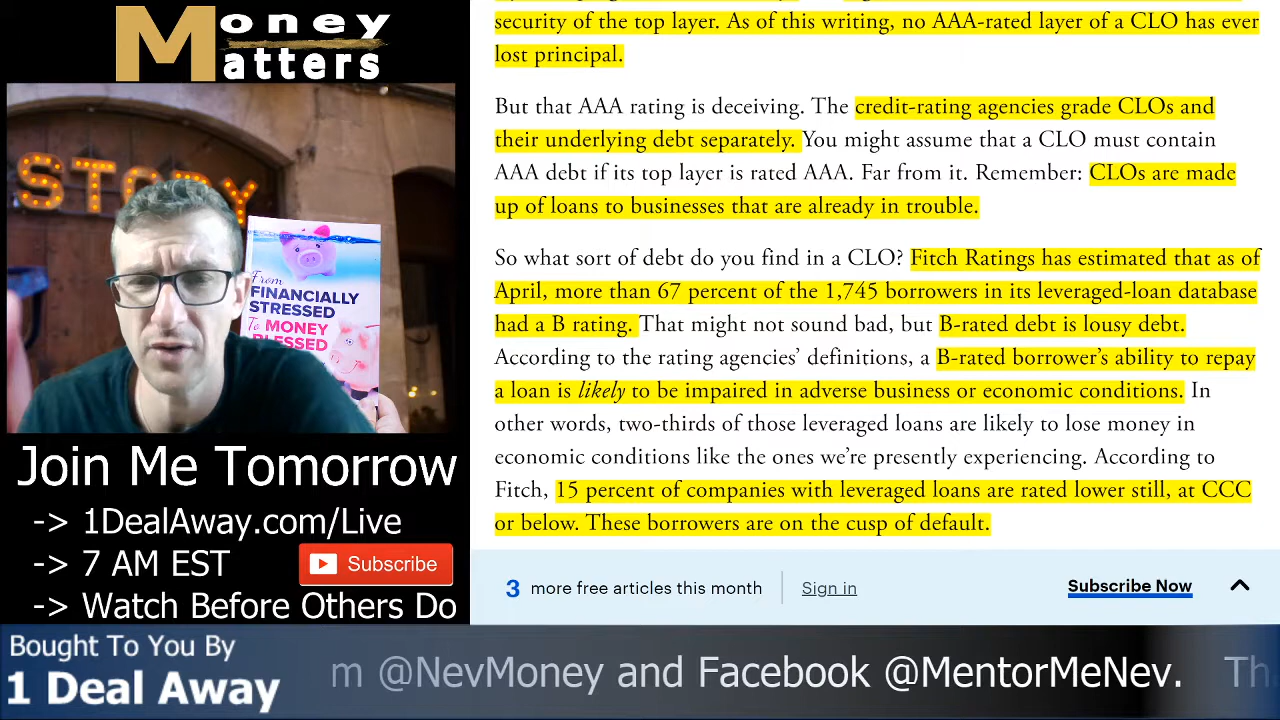 Money
Matters
STORY
From
FINANCIALLY
STRESSED
To MONEY
BLESSED
Join Me Tomorrow
-> 1DealAway.com/Live
-> 7 AM EST
Subscribe
-> Watch Before Others Do
security of the top layer. As of this writing, no AAA-rated layer of a CLO has ever
lost principal.
But that AAA rating is deceiving. The credit-rating agencies grade CLOs and
their underlying debt separately. You might assume that a CLO must contain
AAA debt if its top layer is rated AAA. Far from it. Remember: CLOs are made
up of loans to businesses that are already in trouble.
So what sort of debt do you find in a CLO? Fitch Ratings has estimated that as of
April, more than 67 percent of the 1,745 borrowers in its leveraged-loan database
had a B rating. That might not sound bad, but B-rated debt is lousy debt.
According to the rating agencies’ definitions, a B-rated borrower’s ability to repay
a loan is likely to be impaired in adverse business or economic conditions. In
other words, two-thirds of those leveraged loans are likely to lose money in
economic conditions like the ones we’re presently experiencing. According to
Fitch, 15 percent of companies with leveraged loans are rated lower still, at CCC
or below. These borrowers are on the cusp of default.
3 more free articles this month Sign in Subscribe Now
Bought To You By
1 Deal Away
m @NevMoney and Facebook @MentorMeNev. Th